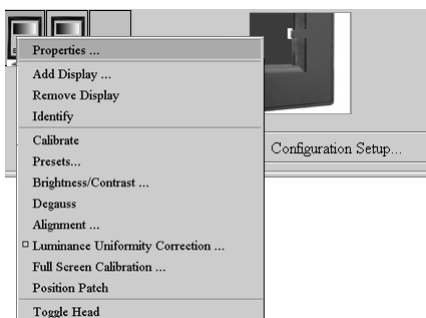 Properties ...
Add Display ...
Remove Display
Identify
Calibrate
Configuration Setup...
Presets...
Brightness/Contrast ...
Degauss
Alignment ...
Luminance Uniformity Correction ...
Full Screen Calibration ...
Position Patch
Toggle Head